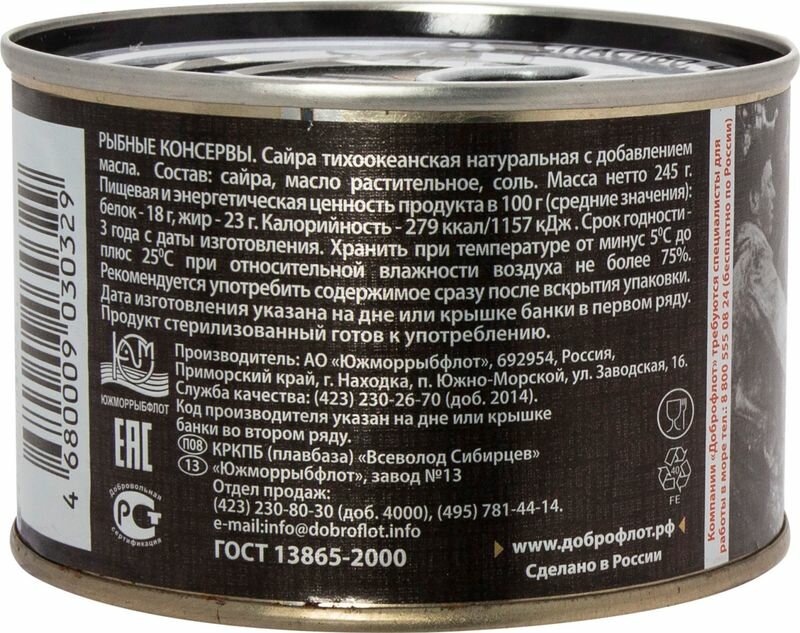 РЫБНЫЕ КОНСЕРВЫ. Сайра тихоокеанская натуральная с добавлением
масла. Состав: сайра, масло растительное, соль. Масса нетто 245 г.
Пищевая и энергетическая ценность продукта в 100 г (средние значения):
белок - 18 г, жир - 23 г. Калорийность - 279 ккал/1157 кДж . Срок годности-
3 года с даты изготовления. Хранить при температуре от минус 5⁰С до
плюс 25⁰С при относительной влажности воздуха не более 75%.
Рекомендуется употребить содержимое сразу после вскрытия упаковки.
Дата изготовления указана на дне или крышке банки в первом ряду.
Продукт стерилизованный готов к употреблению.
Производитель: АО «ЮЖМОРРЫБФЛОТ», 692954, Россия,
Приморский край, г. Находка, п. Южно-Морской, ул. Заводская, 16.
Служба качества: (423) 230-26-70 (доб. 2014).
Код производителя указан на дне или крышке
банки во втором ряду.
П08 КРКПБ (плавбаза) «Всеволод Сибирцев»
13 «Южморрыбфлот», завод №13
Отдел продаж:
(423) 230-80-30 (доб. 4000), (495) 781-44-14.
e-mail:info@dobroflot.info
ГОСТ 13865-2000
ЮЖМОРРЫБФЛОТ
ЕАС
Добровольная
РСТ
сертификация
4 680009 030329
40
FE
www.доброфлот.рф
Сделано в России
Компании «Доброфлот» требуются специалисты для
работы в море тел.: 8 800 555 08 24 (бесплатно по России)